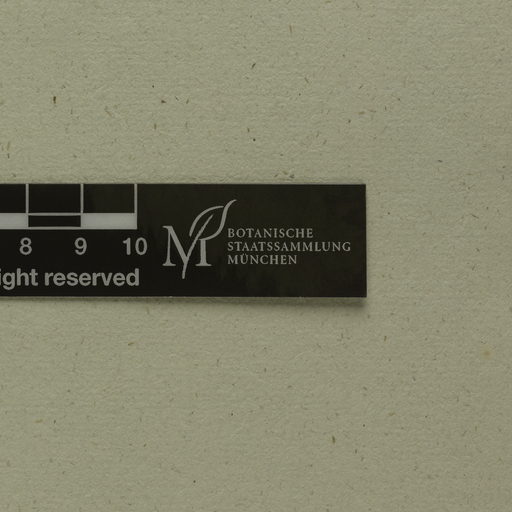 8 9 10
ight reserved
M
BOTANISCHE
STAATSSAMMLUNG
MÜNCHEN